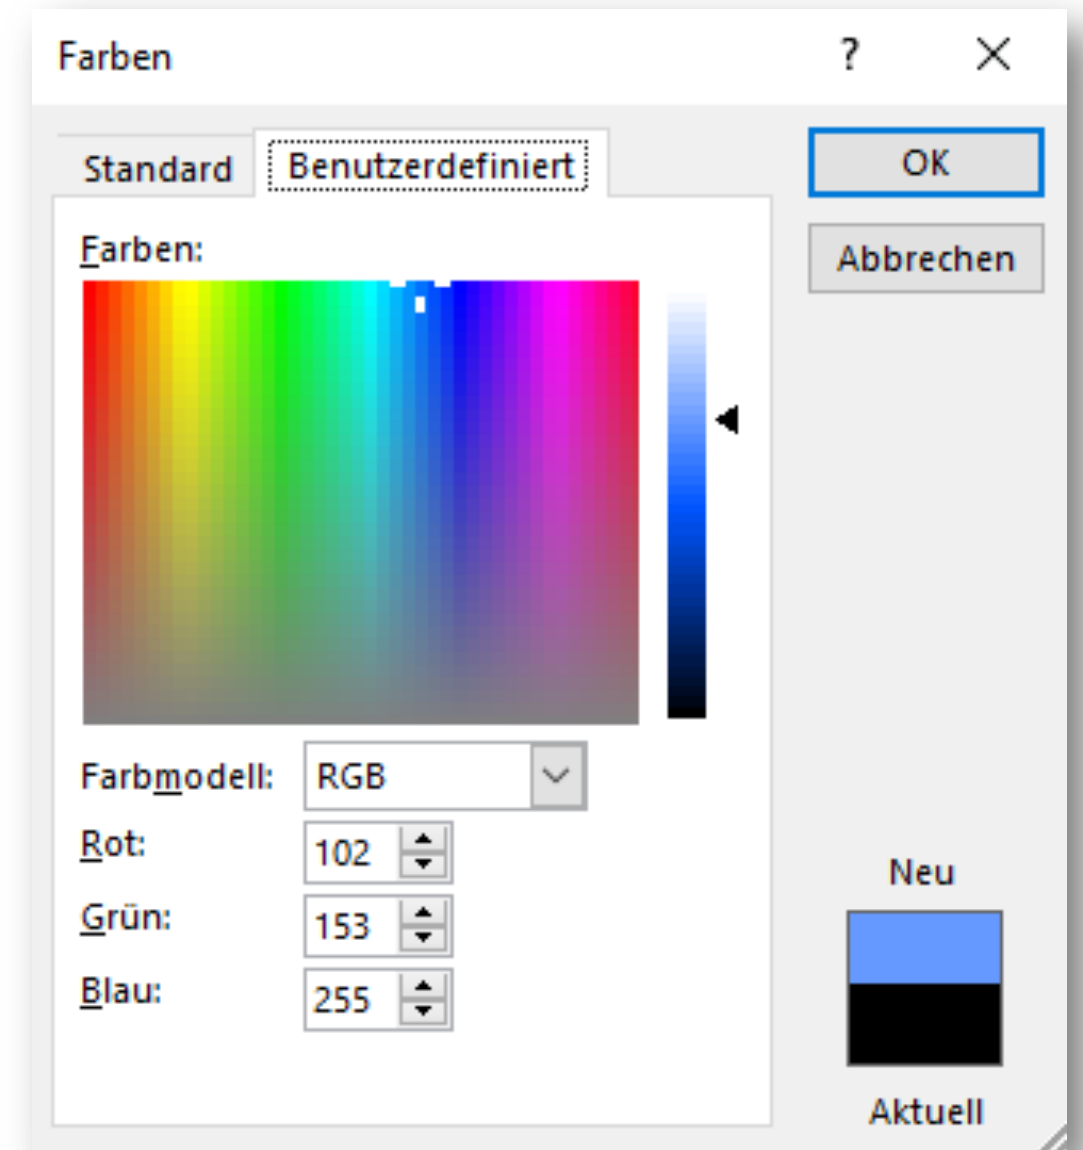 Farben ?
Standard Benutzerdefiniert OK
Farben: Abbrechen
Farbmodell: RGB
Rot: 102
Grün: 153
Blau: 255
Neu
Aktuell